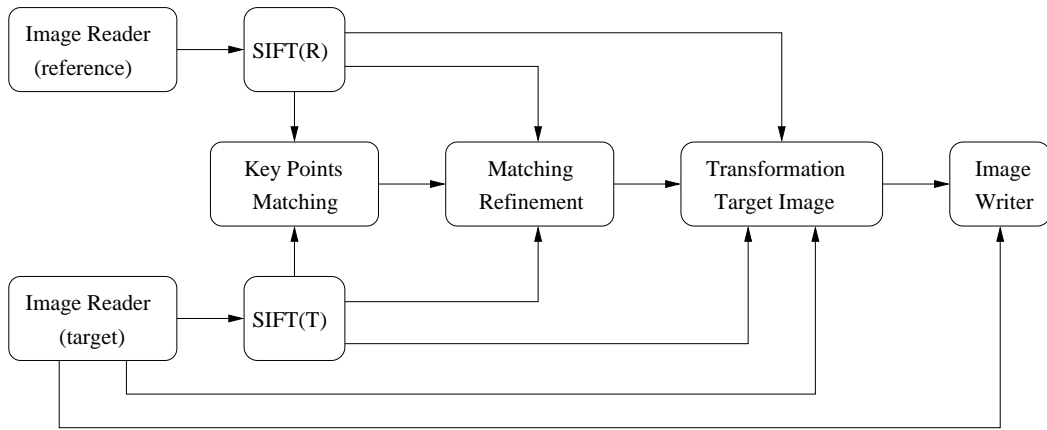 Image Reader
(reference)
SIFT(R)
Key Points
Matching
Matching
Refinement
Transformation
Target Image
Image
Writer
Image Reader
(target)
SIFT(T)